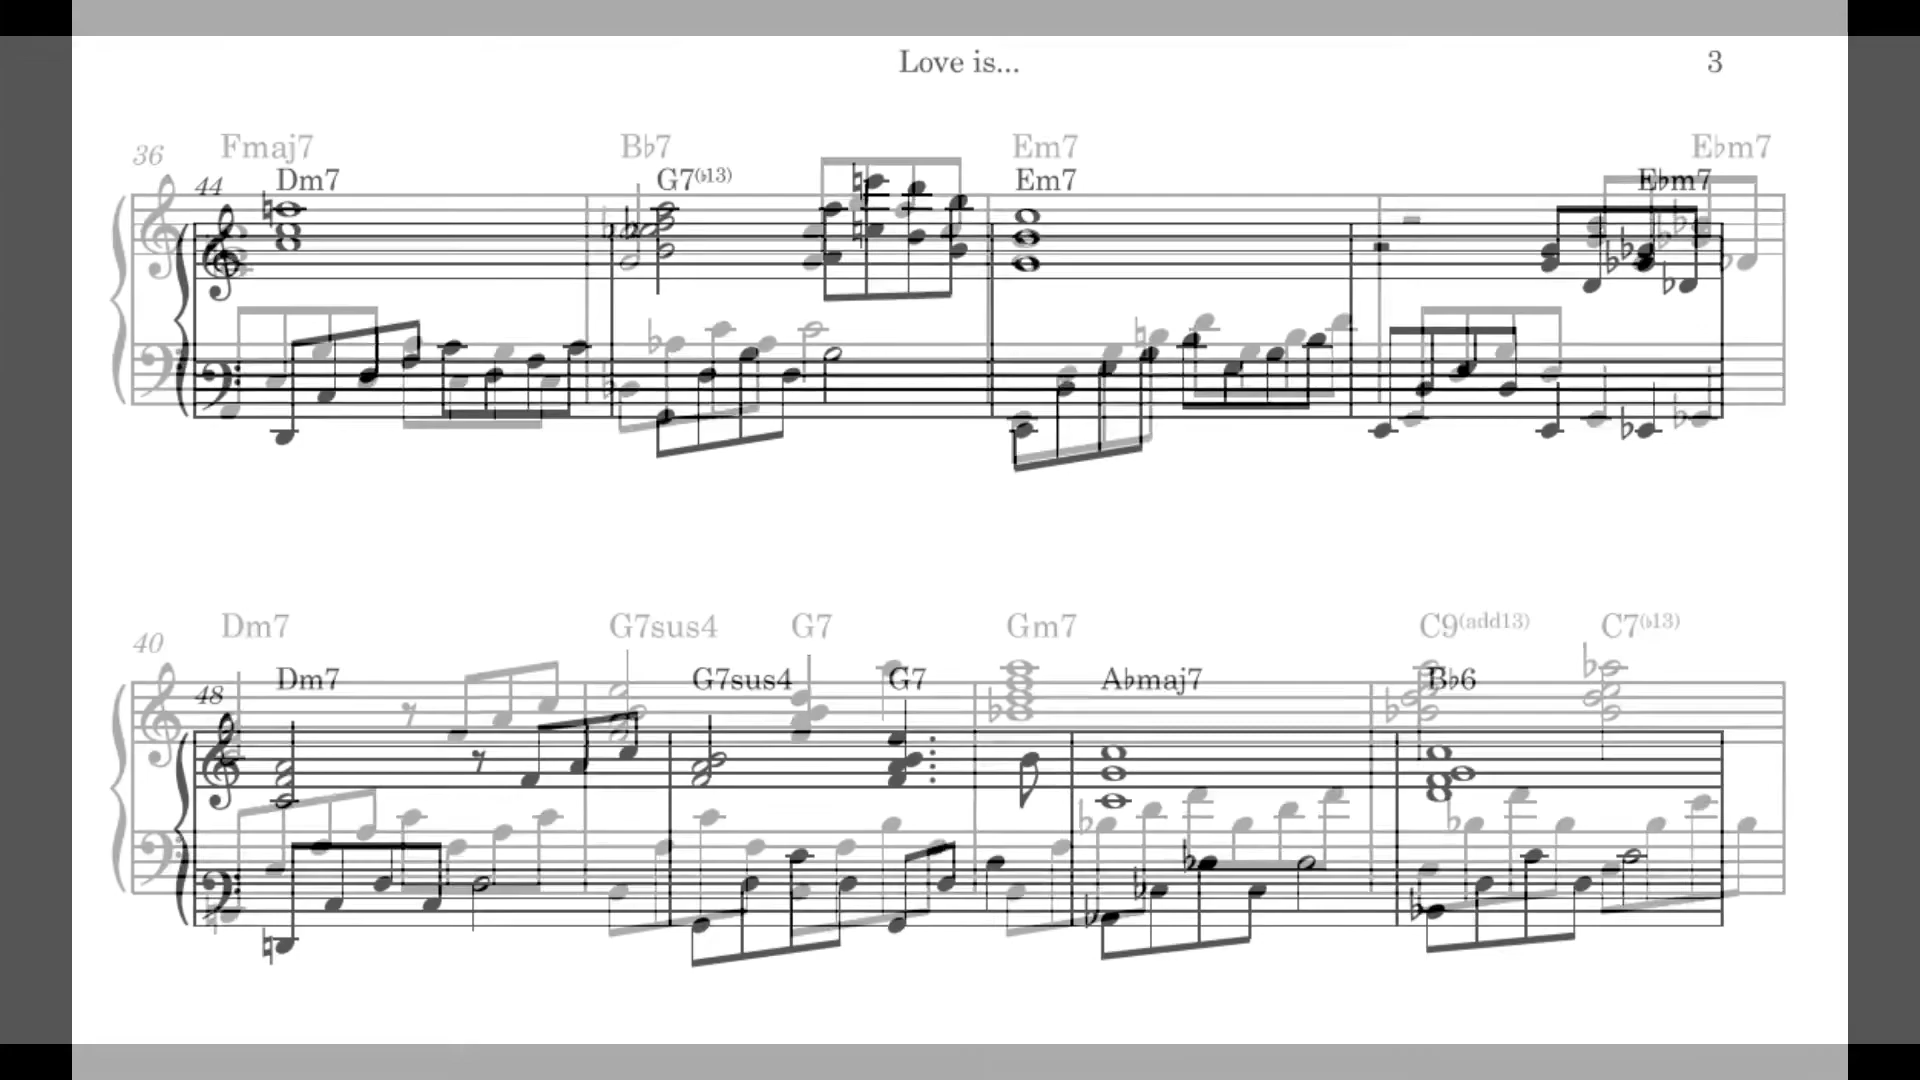 Love is... 3
36 Fmaj7 B♭7 Em7 E♭m7
44 Dm7 G7(♭13) Em7 E♭m7
40 Dm7 G7sus4 G7 Gm7 C9(add13) C7(♭13)
48 Dm7 G7sus4 G7 A♭maj7 B♭6